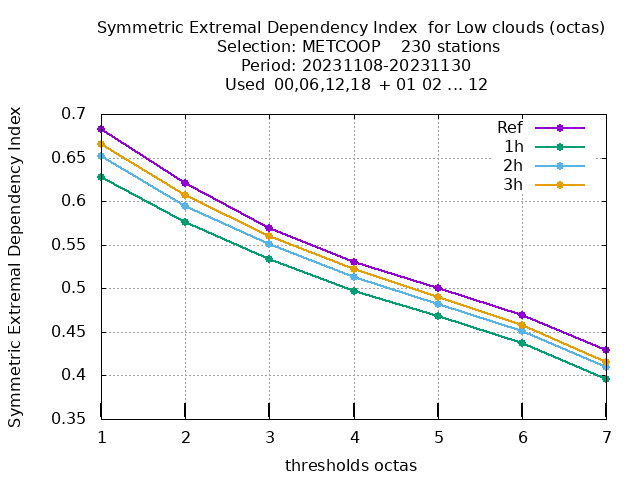 Symmetric Extremal Dependency Index  for Low clouds (octas)
Selection: METCOOP    230 stations
Period: 20231108-20231130
Used  00,06,12,18 + 01 02 ... 12
Symmetric Extremal Dependency Index
0.7
0.65
0.6
0.55
0.5
0.45
0.4
0.35
Ref
1h
2h
3h
1 2 3 4 5 6 7
thresholds octas